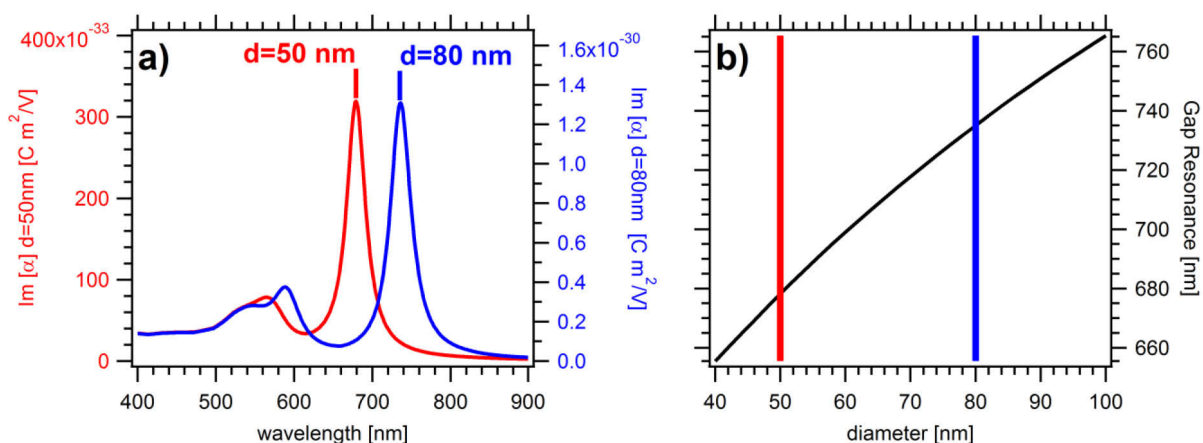 a)
d=50 nm
d=80 nm
400x10-33
300
200
100
0
Im [α] d=50nm [C m2/V]
1.6x10-30
1.4
1.2
1.0
0.8
0.6
0.4
0.2
0.0
Im [α] d=80nm [C m2/V]
400 500 600 700 800 900
wavelength [nm]
b)
760
740
720
700
680
660
Gap Resonance [nm]
40 50 60 70 80 90 100
diameter [nm]